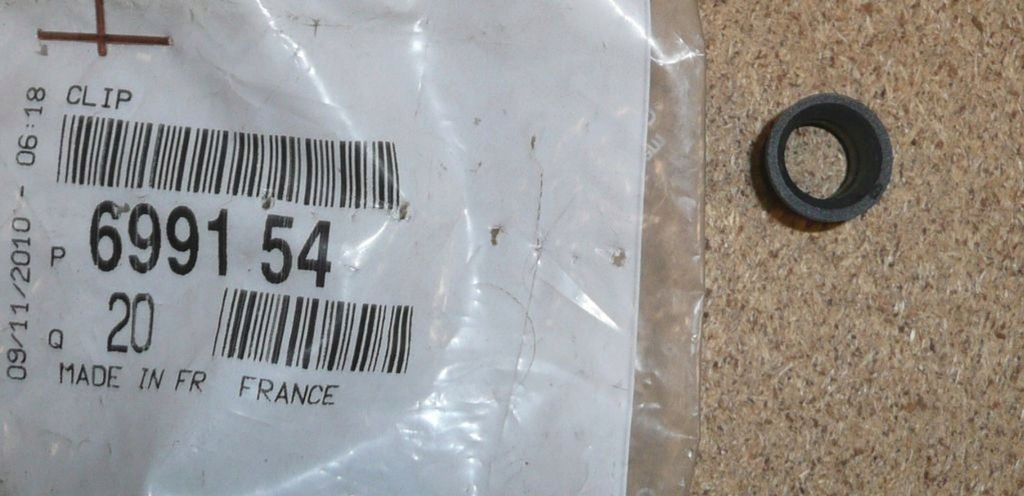 CLIP
P 6991 54
Q 20
MADE IN FR FRANCE
09/11/2010 - 06:18